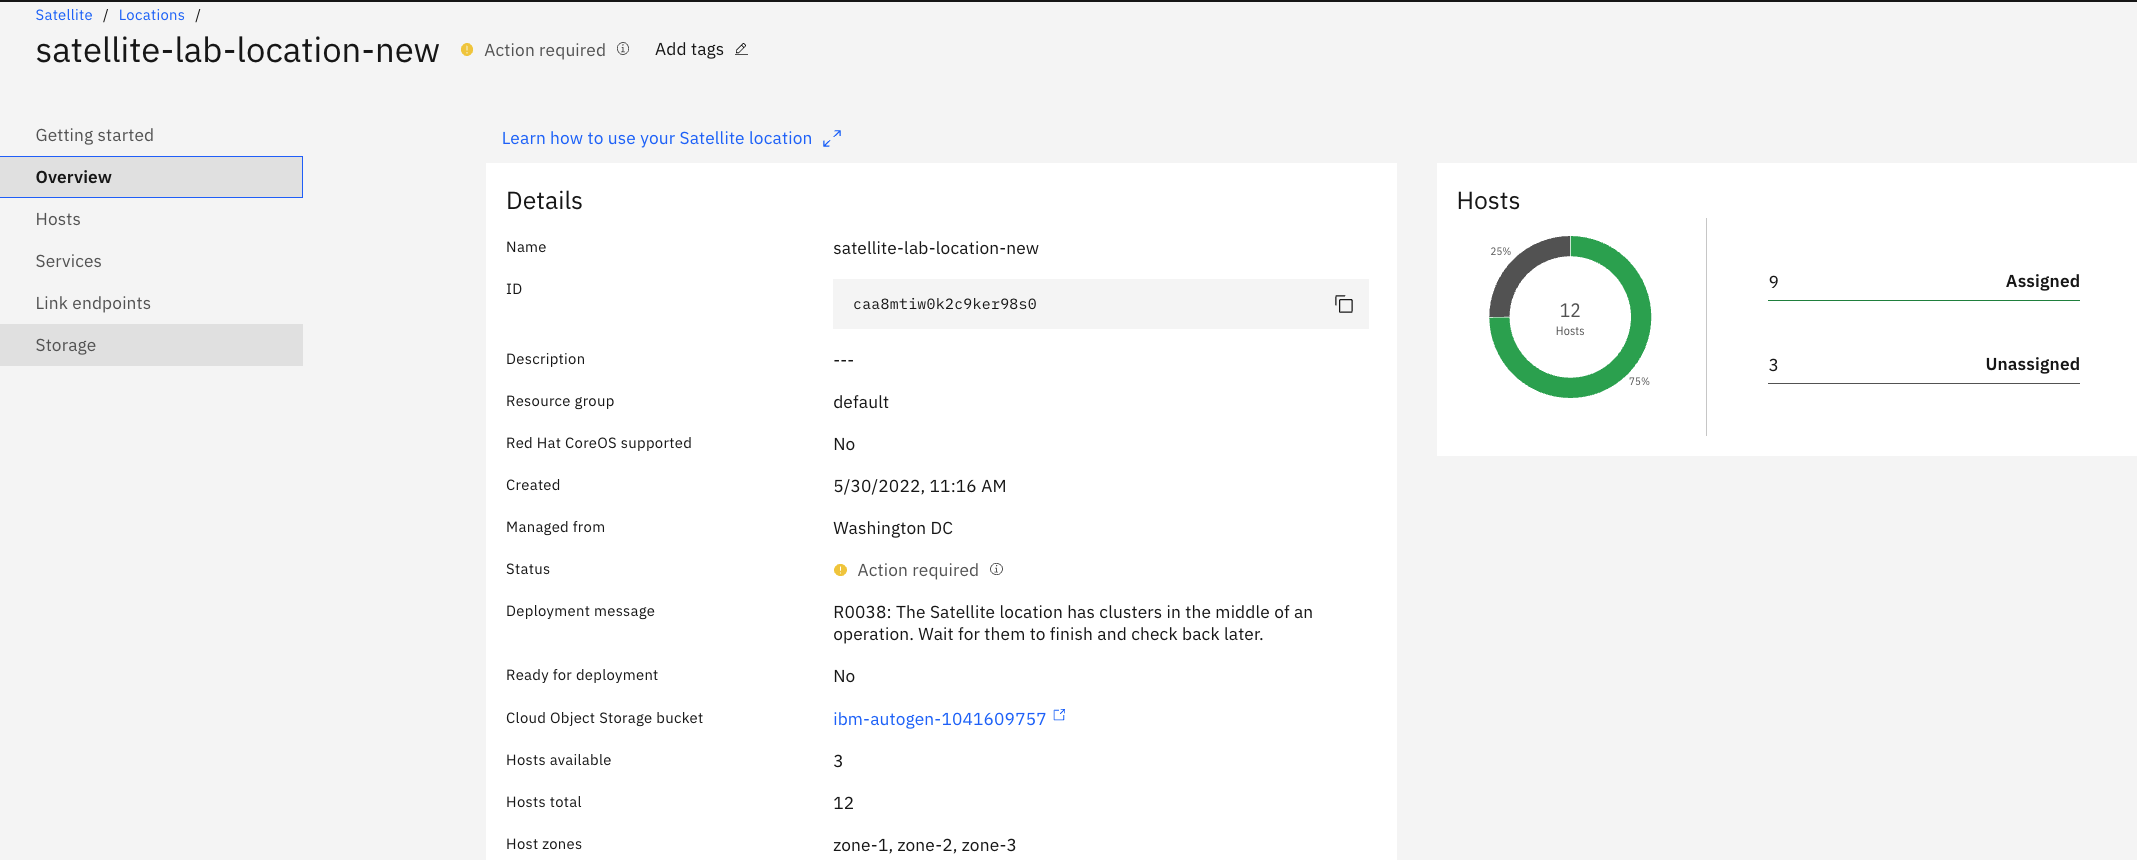 Satellite / Locations /
satellite-lab-location-new Action required Add tags
Getting started
Overview
Hosts
Services
Link endpoints
Storage
Learn how to use your Satellite location
Details
Name satellite-lab-location-new
ID caa8mtiw0k2c9ker98s0
Description ---
Resource group default
Red Hat CoreOS supported No
Created 5/30/2022, 11:16 AM
Managed from Washington DC
Status Action required
Deployment message R0038: The Satellite location has clusters in the middle of an
operation. Wait for them to finish and check back later.
Ready for deployment No
Cloud Object Storage bucket ibm-autogen-1041609757
Hosts available 3
Hosts total 12
Host zones zone-1, zone-2, zone-3
Hosts
25%
12
Hosts
75%
9 Assigned
3 Unassigned